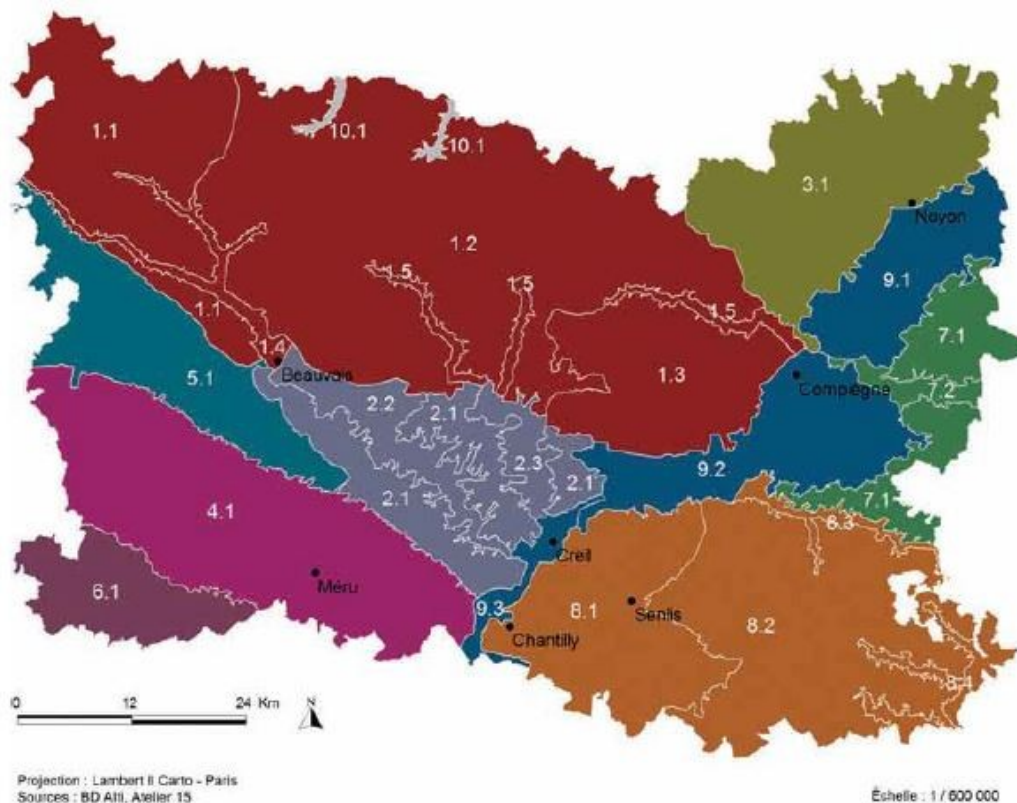 1.1
10.1
10.1
3.1
Noyon
1.2
9.1
1.5
1.5
1.5
1.1
7.1
1.4
Beauvais
1.3
Compiègne
5.1
7.2
2.2
2.1
2.3
9.2
2.1
2.1
7.1
4.1
8.3
Creil
Méru
6.1
9.3
8.1
Senlis
8.2
Chantilly
8.4
0 12 24 Km N
Projection : Lambert II Carto - Paris
Sources : BD Alti, Atelier 15
Échelle : 1 / 600 000